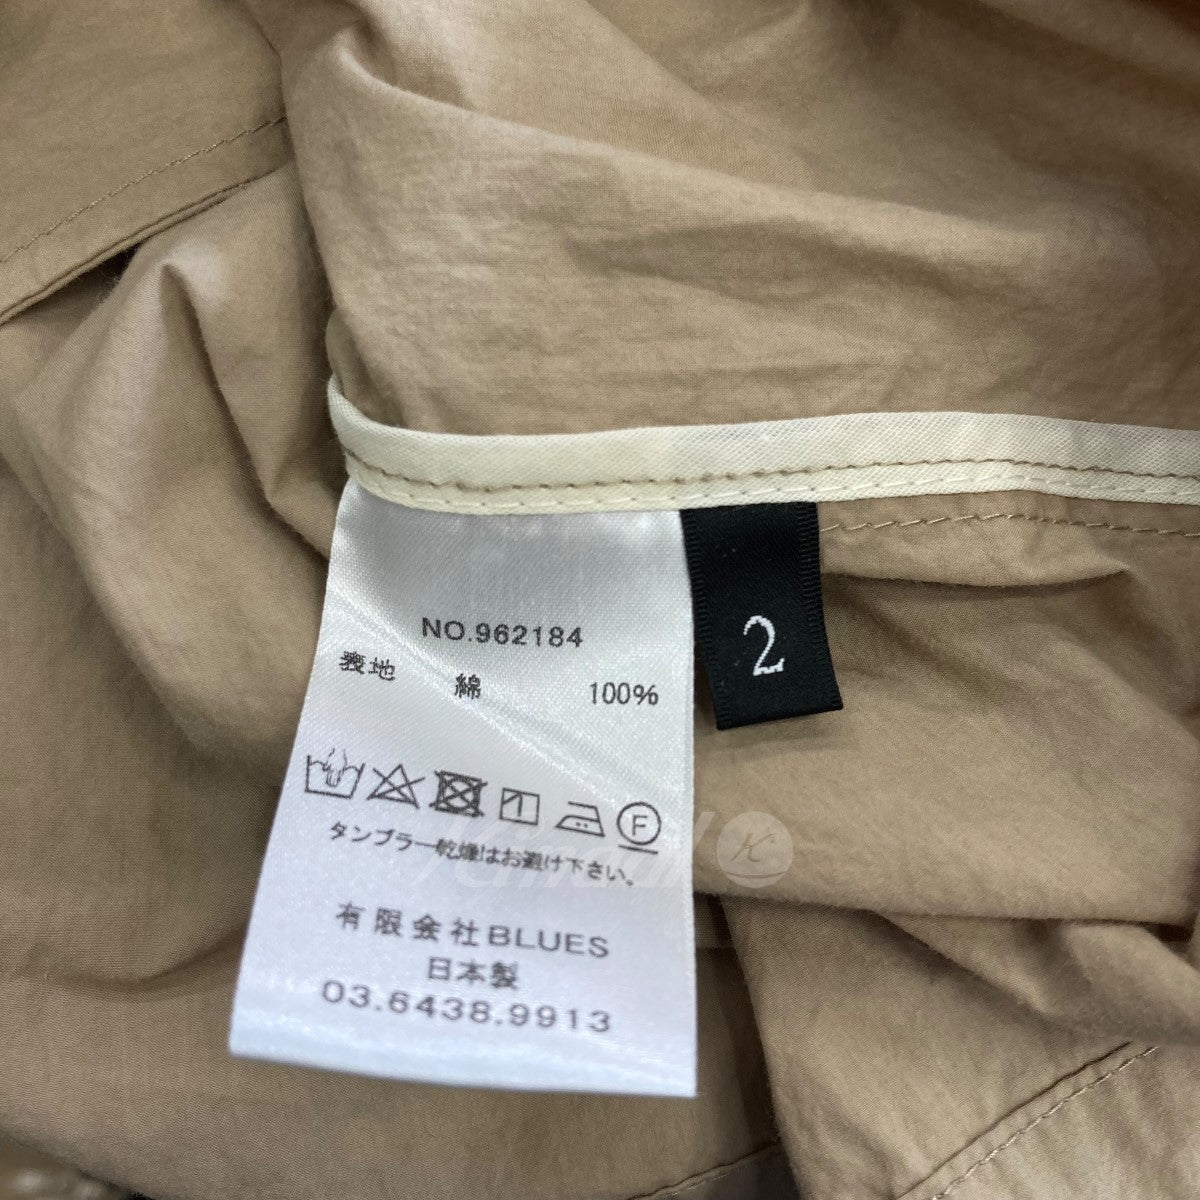 NO.962184
表地 綿 100%
F
タンブラー乾燥はお避け下さい。
有限会社BLUES
日本製
03.6438.9913
2